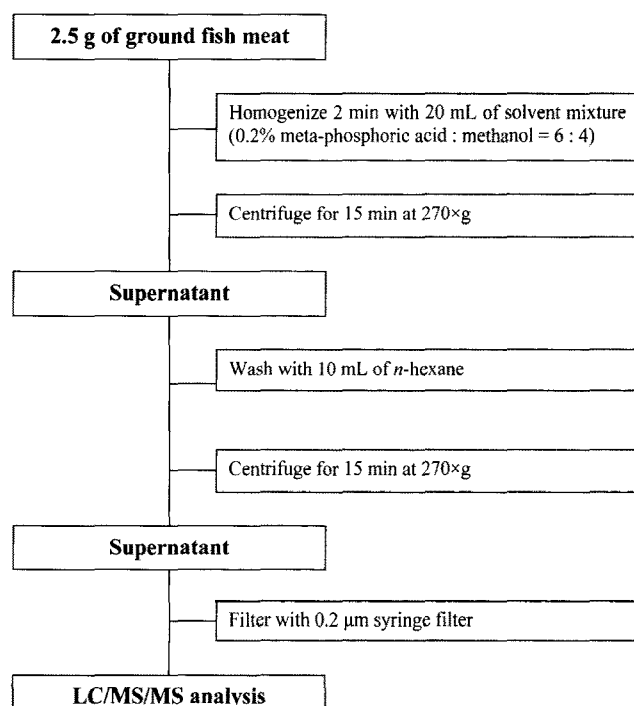 2.5 g of ground fish meat
Homogenize 2 min with 20 mL of solvent mixture
(0.2% meta-phosphoric acid : methanol = 6 : 4)
Centrifuge for 15 min at 270×g
Supernatant
Wash with 10 mL of n-hexane
Centrifuge for 15 min at 270×g
Supernatant
Filter with 0.2 μm syringe filter
LC/MS/MS analysis